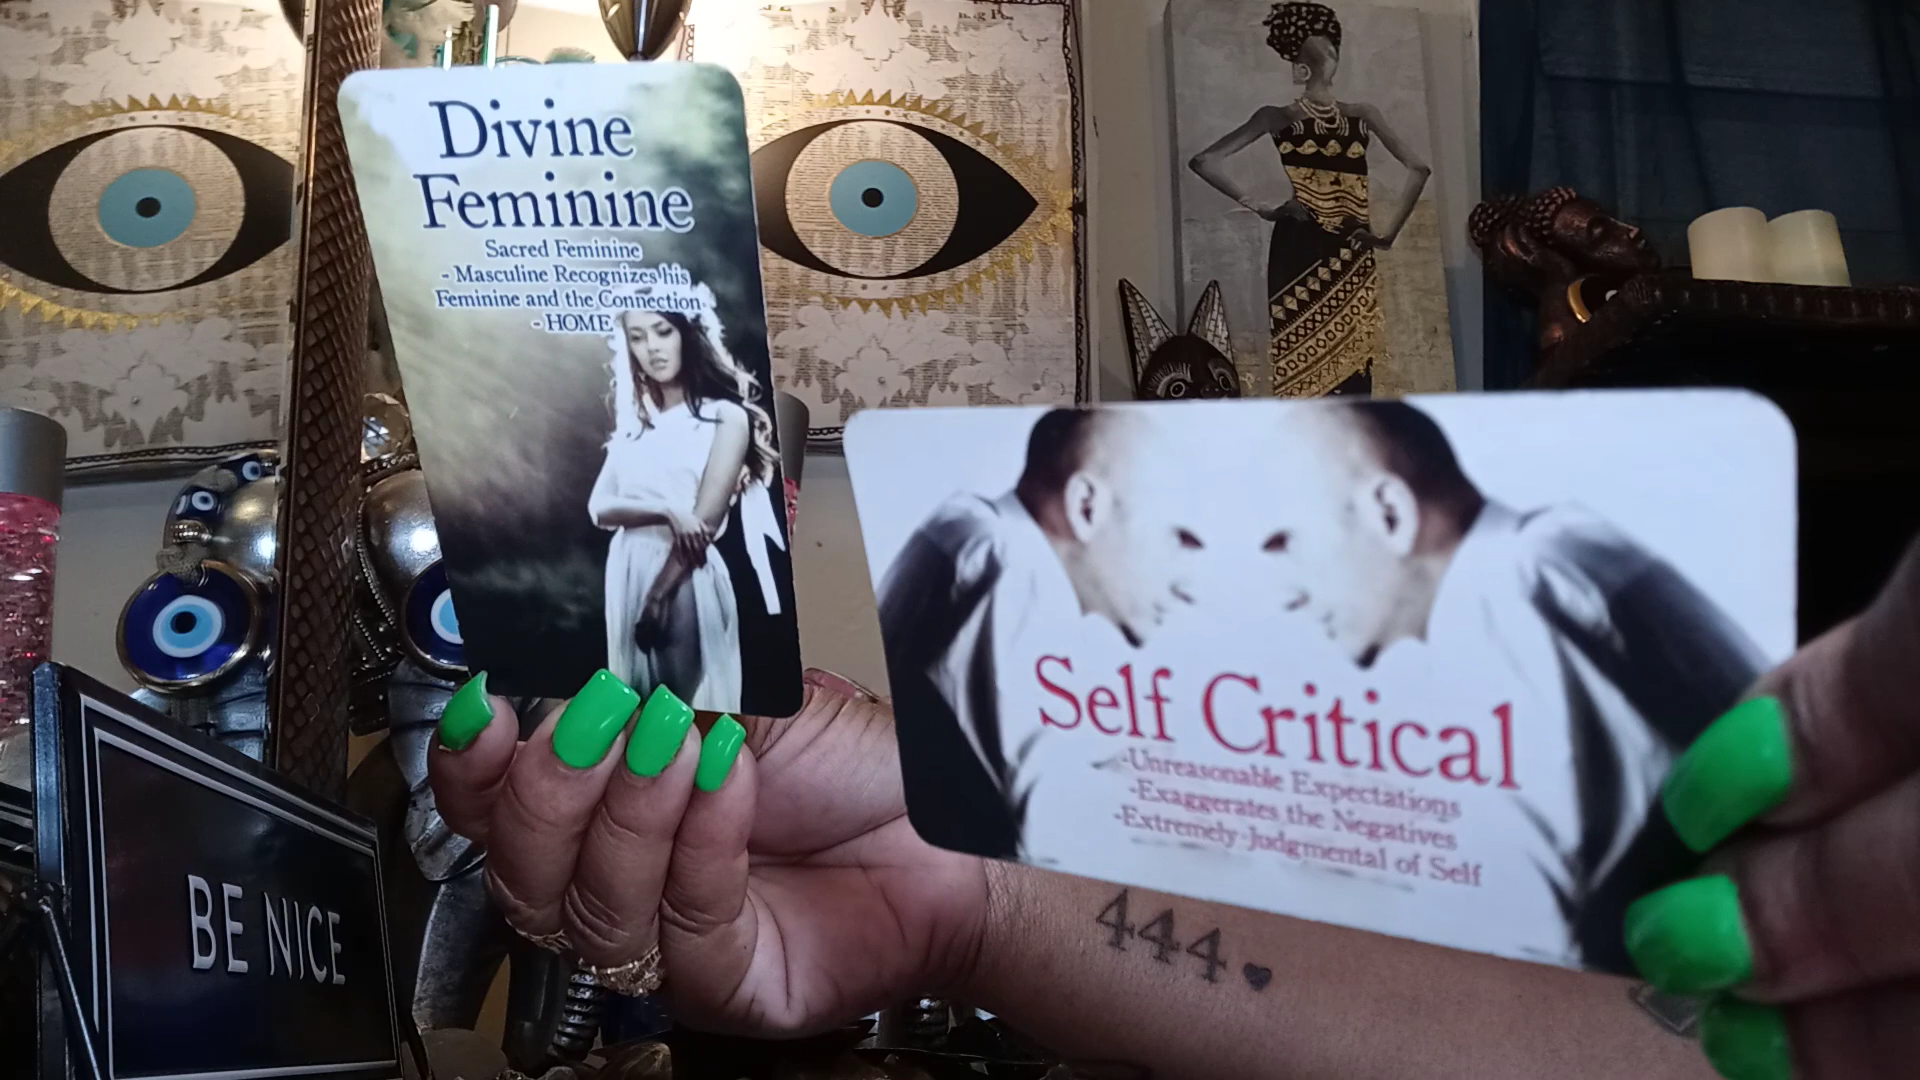 Divine
Feminine
Sacred Feminine
- Masculine Recognizes his
Feminine and the Connection
- HOME
Self Critical
-Unreasonable Expectations
-Exaggerates the Negatives
-Extremely Judgmental of Self
444
BE NICE